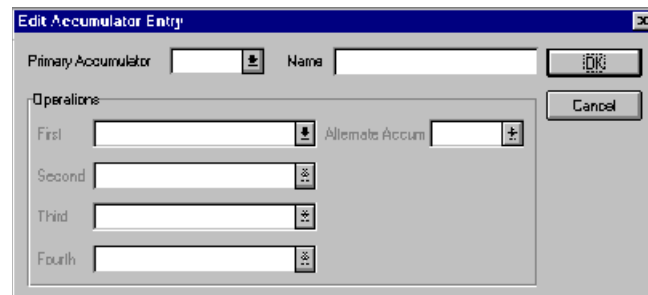 Edit Accumulator Entry
Primary Accumulator Name OK
Operations Cancel
First Alternate Accum
Second
Third
Fourth